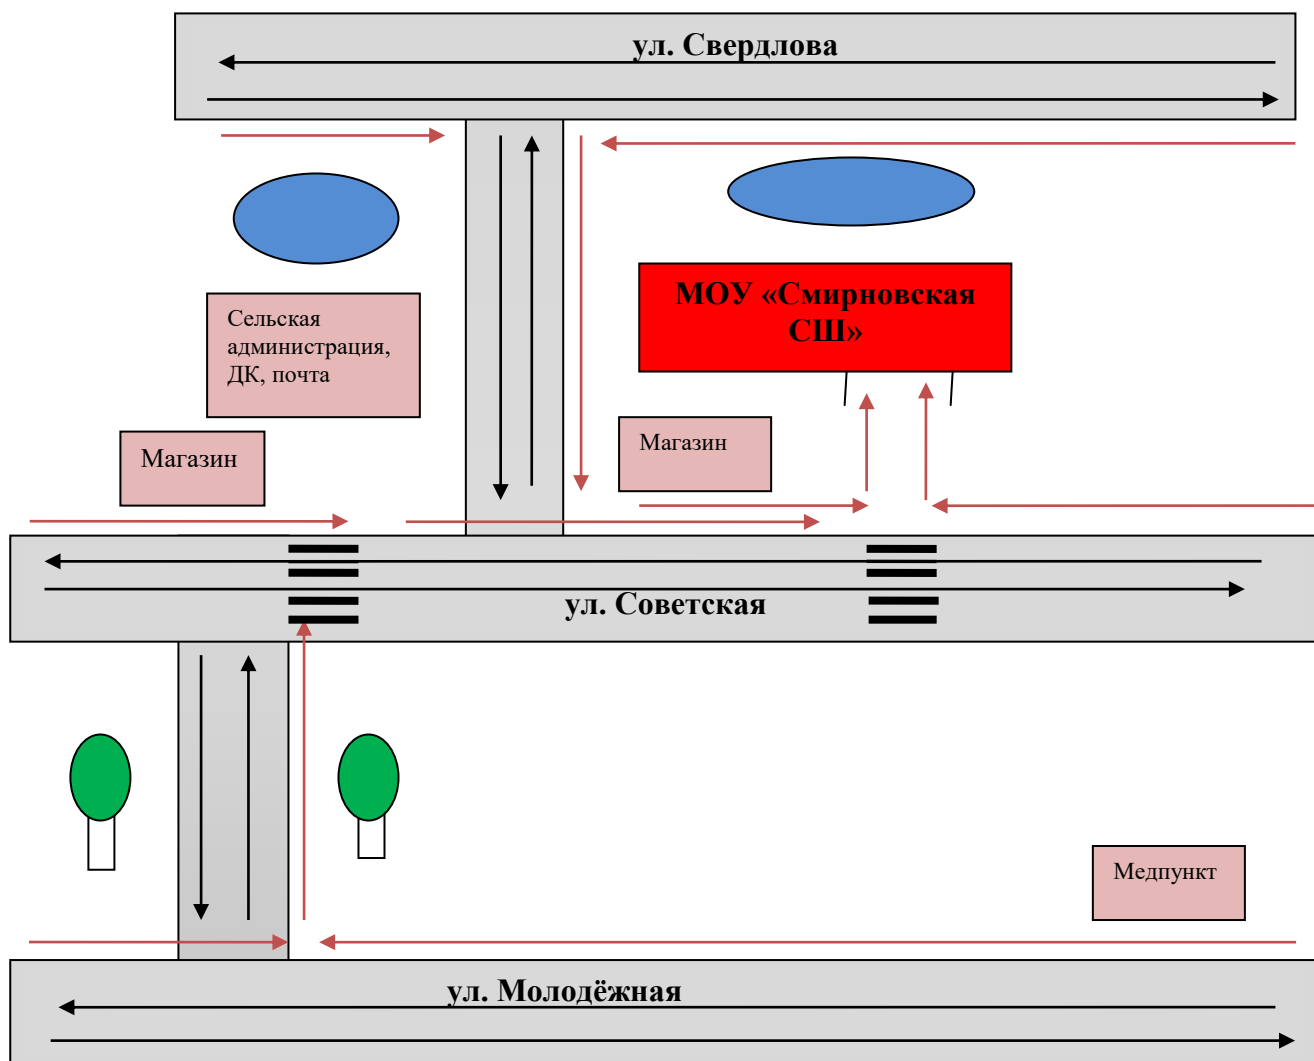 ул. Свердлова
МОУ «Смирновская
СШ»
Сельская
администрация,
ДК, почта
Магазин
Магазин
ул. Советская
Медпункт
ул. Молодёжная